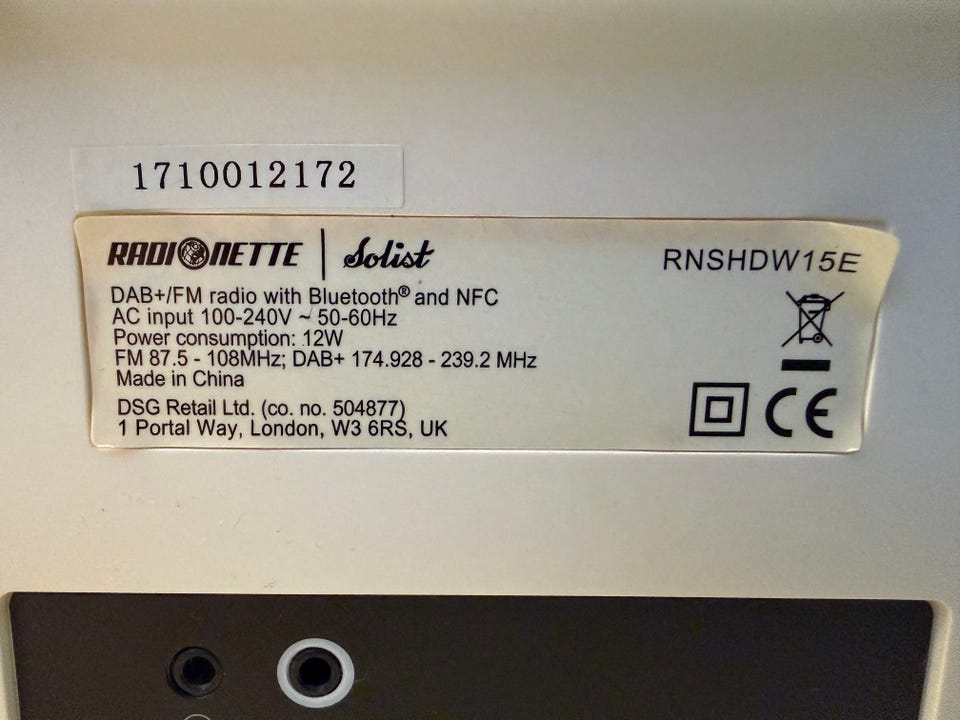 1710012172
RADIONETTE | Solist RNSHDW15E
DAB+/FM radio with Bluetooth® and NFC
AC input 100-240V ~ 50-60Hz
Power consumption: 12W
FM 87.5 - 108MHz; DAB+ 174.928 - 239.2 MHz
Made in China
DSG Retail Ltd. (co. no. 504877)
1 Portal Way, London, W3 6RS, UK
CE